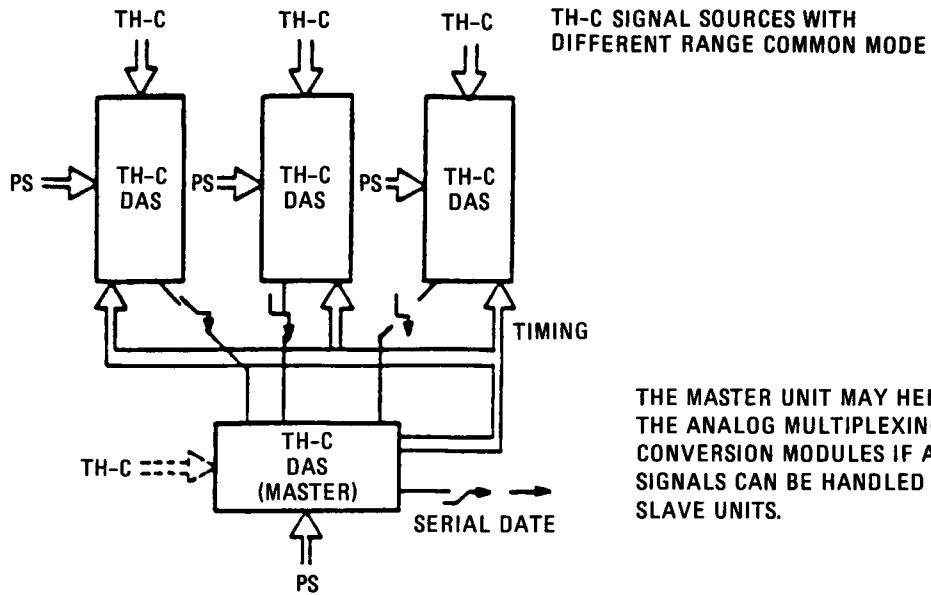 TH-C TH-C TH-C
TH-C SIGNAL SOURCES WITH
DIFFERENT RANGE COMMON MODE
PS TH-C DAS PS TH-C DAS PS TH-C DAS
TIMING
TH-C
TH-C
DAS
(MASTER)
SERIAL DATE
PS
THE MASTER UNIT MAY
THE ANALOG MULTIPLEXING
CONVERSION MODULES IF
SIGNALS CAN BE HANDLED
SLAVE UNITS.